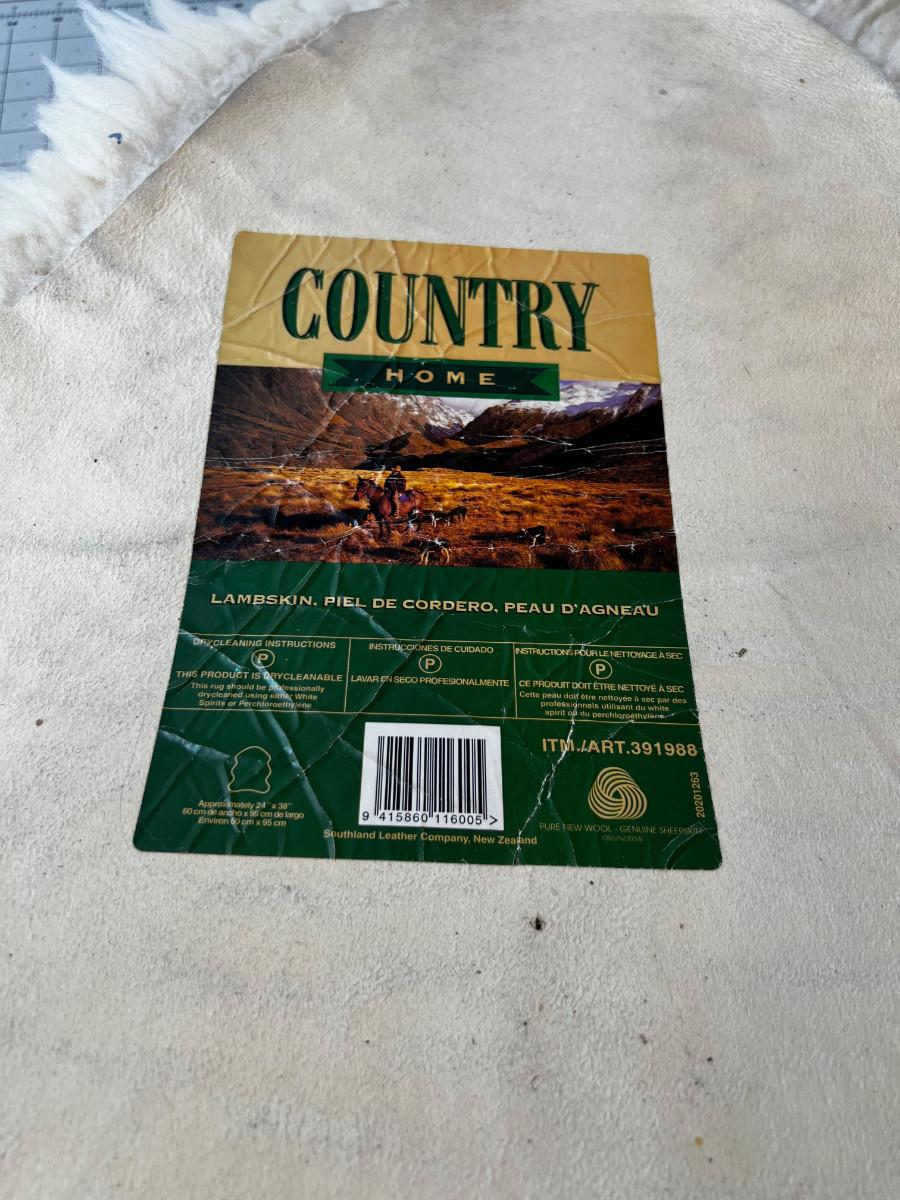 COUNTRY
HOME
LAMBSKIN, PIEL DE CORDERO, PEAU D'AGNEAU
DRYCLEANING INSTRUCTIONS
P
THIS PRODUCT IS DRYCLEANABLE
This rug should be professionally
drycleaned using either White
Spirits or Perchloroethylene
INSTRUCCIONES DE CUIDADO
P
LAVAR EN SECO PROFESIONALMENTE
INSTRUCTIONS POUR LE NETTOYAGE À SEC
P
CE PRODUIT DOIT ÊTRE NETTOYÉ À SEC
Cette peau doit être nettoyée à sec par des
professionnels utilisant du white
spirit ou du perchloroéthylene
Approximately 24" x 38"
60 cm de ancho x 95 cm de largo
Environ 60 cm x 95 cm
9 415860 116005 >
ITM./ART.391988
PURE NEW WOOL - GENUINE SHEEPSKIN
20201263
Southland Leather Company, New Zealand